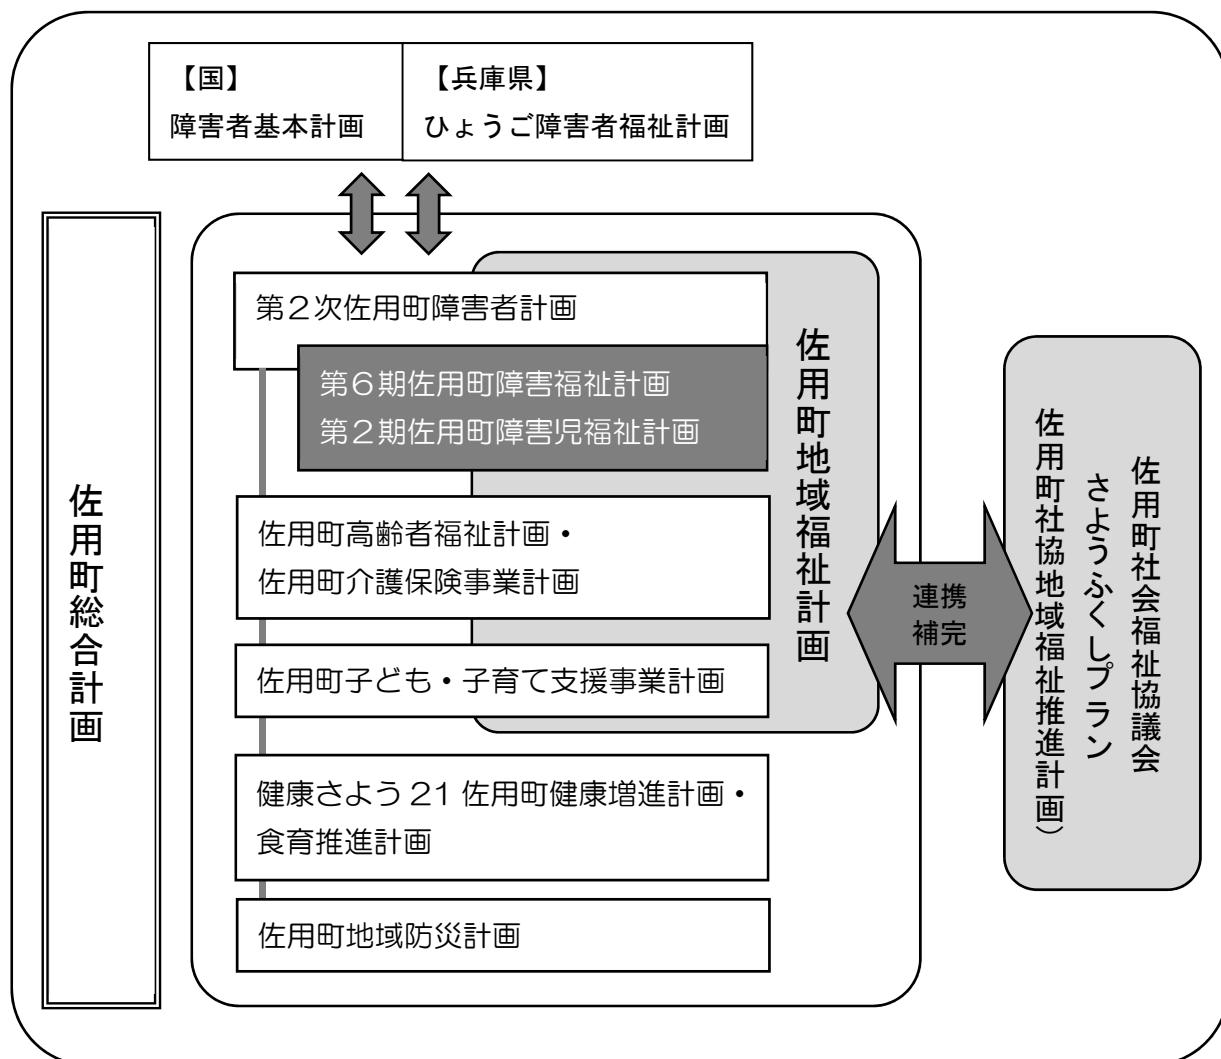 【国】
障害者基本計画
【兵庫県】
ひょうご障害者福祉計画
佐用町総合計画
第２次佐用町障害者計画
第６期佐用町障害福祉計画
第２期佐用町障害児福祉計画
佐用町高齢者福祉計画・
佐用町介護保険事業計画
佐用町子ども・子育て支援事業計画
健康さよう 21 佐用町健康増進計画・
食育推進計画
佐用町地域防災計画
佐用町地域福祉計画
連携
補完
佐用町社会福祉協議会
さようふくしプラン
佐用町社協地域福祉推進計画）